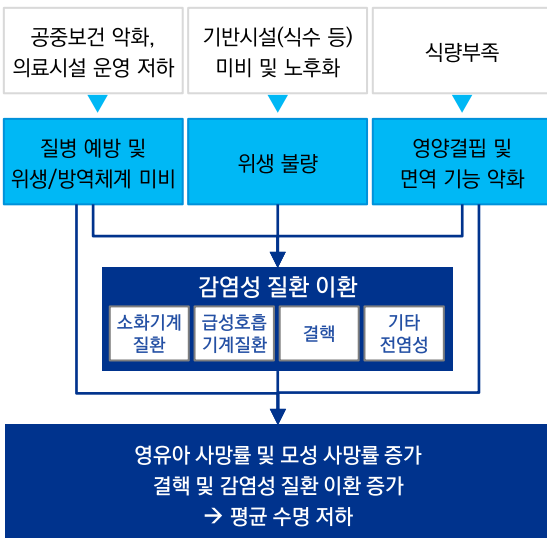 공중보건 악화,
의료시설 운영 저하
기반시설(식수 등)
미비 및 노후화
식량부족
질병 예방 및
위생/방역체계 미비
위생 불량
영양결핍 및
면역 기능 약화
감염성 질환 이환
소화기계
질환
급성호흡
기계질환
결핵
기타
전염성
영유아 사망률 및 모성 사망률 증가
결핵 및 감염성 질환 이환 증가
→ 평균 수명 저하